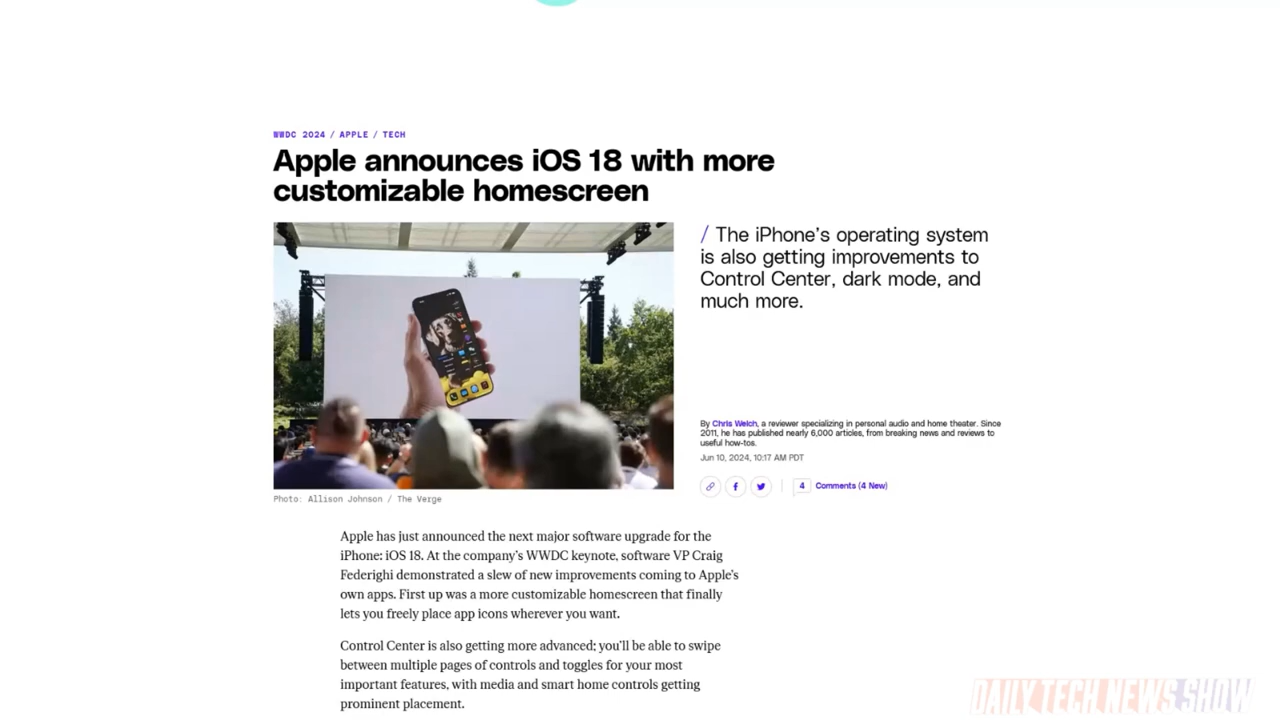 WWDC 2024 / APPLE / TECH
Apple announces iOS 18 with more
customizable homescreen
/ The iPhone's operating system
is also getting improvements to
Control Center, dark mode, and
much more.
By Chris Welch, a reviewer specializing in personal audio and home theater. Since
2011, he has published nearly 6,000 articles, from breaking news and reviews to
useful how-tos.
Jun 10, 2024, 10:17 AM PDT
4 Comments (4 New)
Photo: Allison Johnson / The Verge
Apple has just announced the next major software upgrade for the
iPhone: iOS 18. At the company's WWDC keynote, software VP Craig
Federighi demonstrated a slew of new improvements coming to Apple's
own apps. First up was a more customizable homescreen that finally
lets you freely place app icons wherever you want.
Control Center is also getting more advanced; you'll be able to swipe
between multiple pages of controls and toggles for your most
important features, with media and smart home controls getting
prominent placement.
DAILY TECH NEWS SHOW